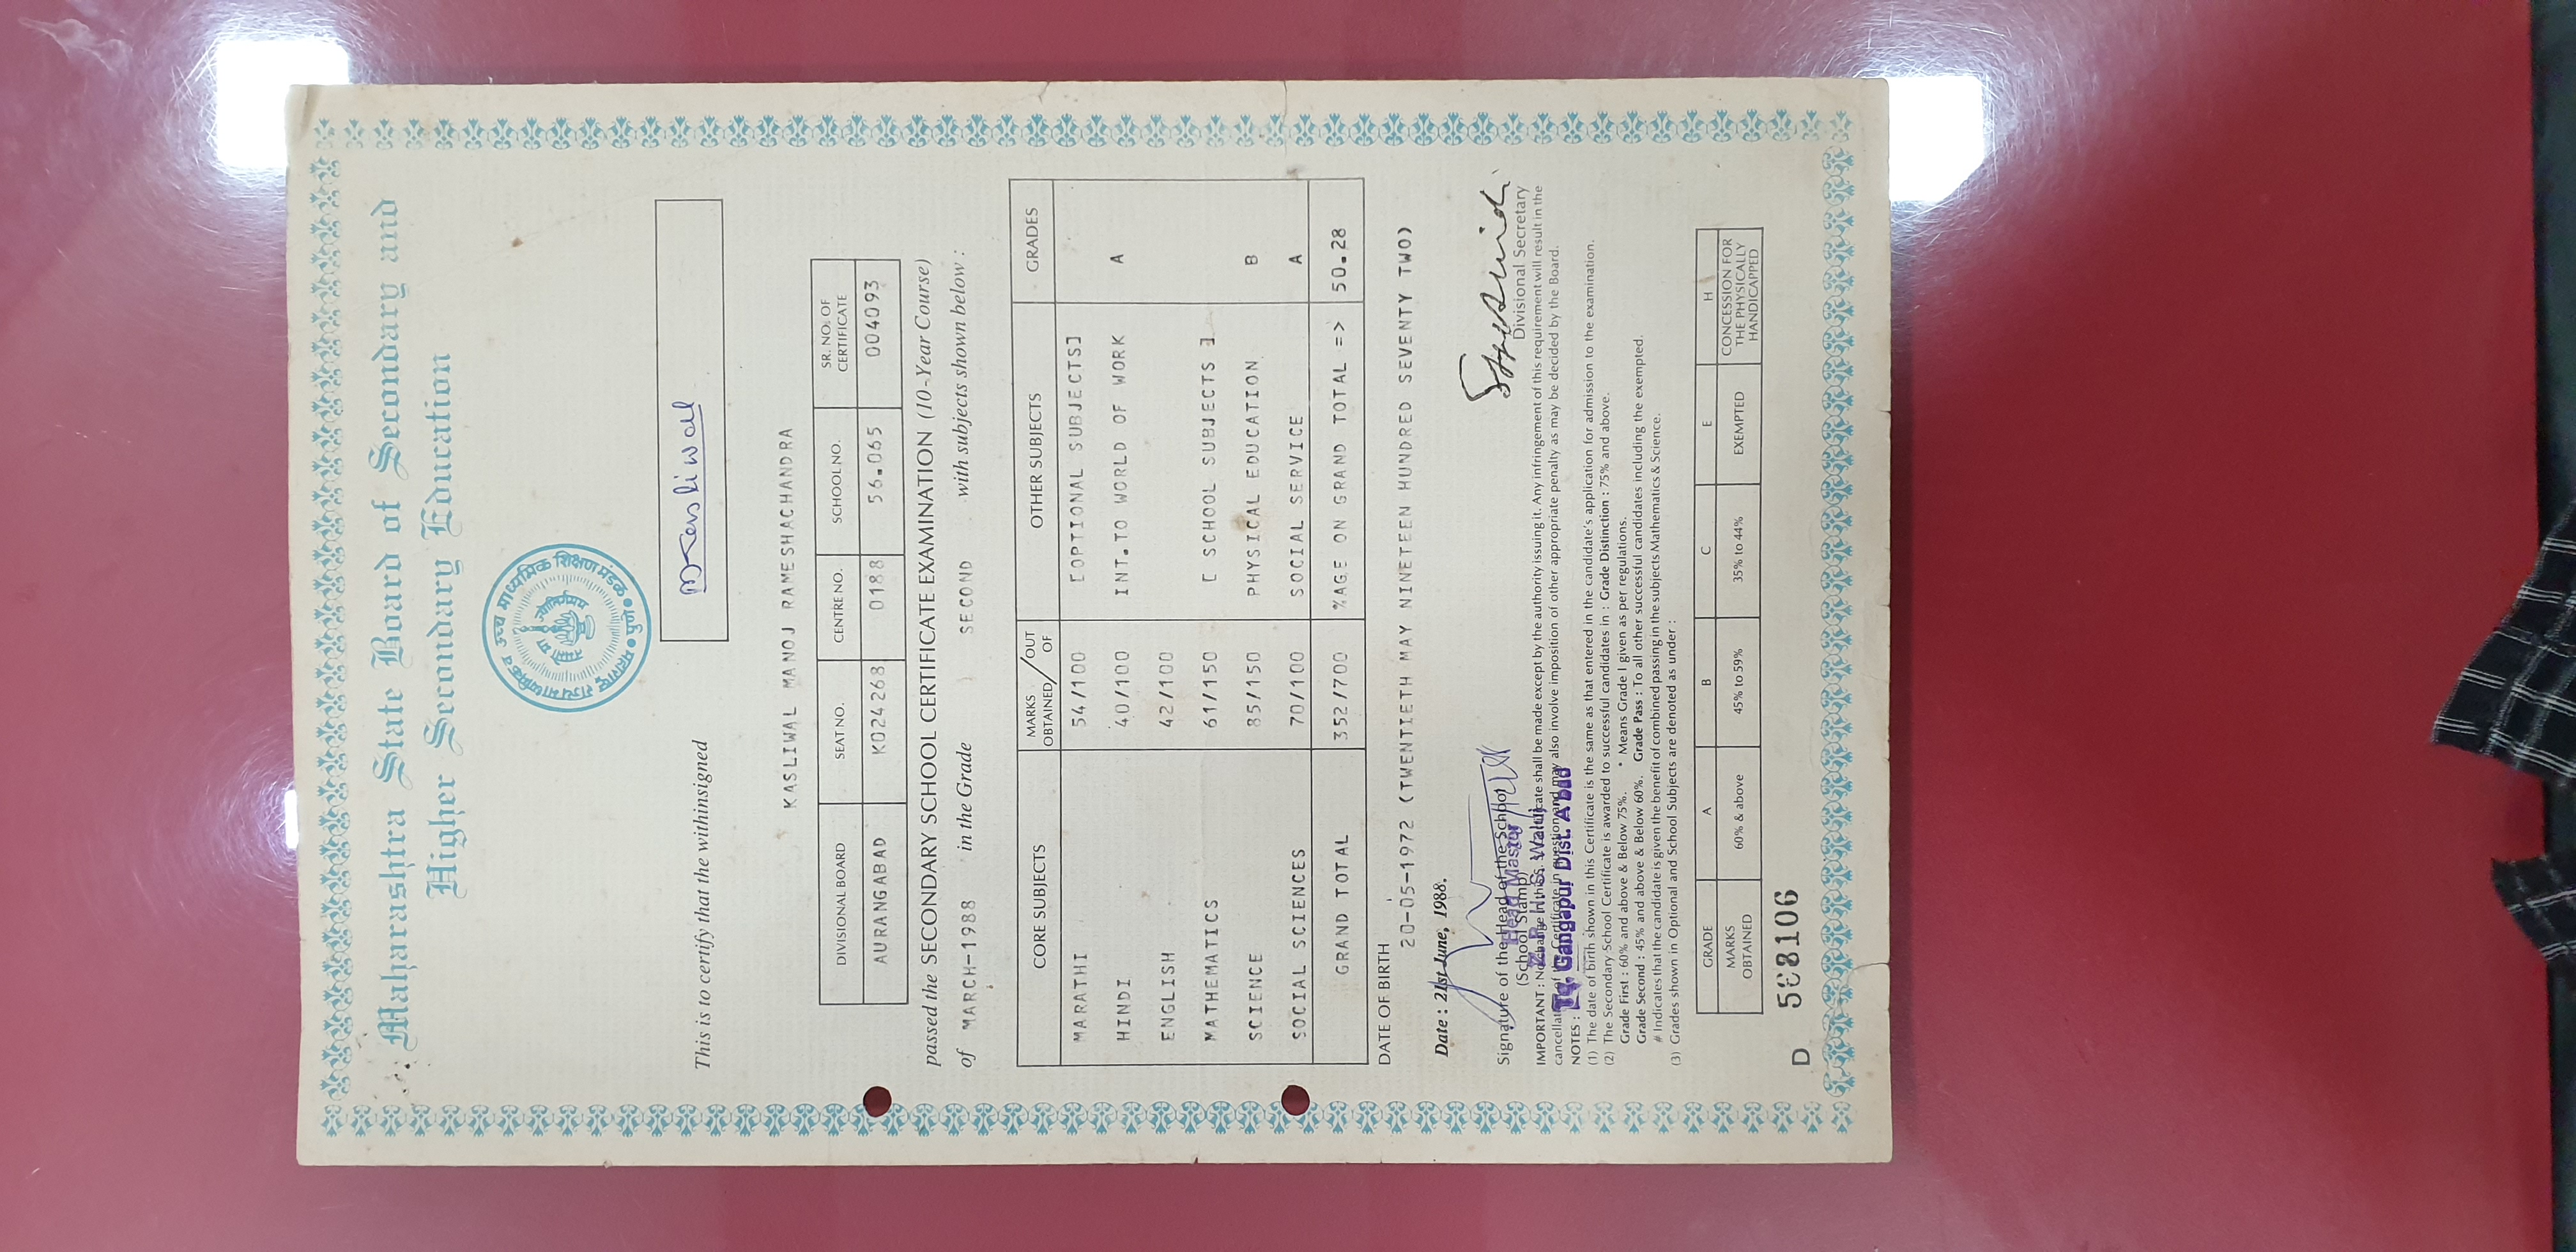 Maharashtra State Board of Secondary and
Higher Secondary Education
महाराष्ट्र राज्य माध्यमिक व उच्च माध्यमिक शिक्षण मंडळ • पुणे •
This is to certify that the withinsigned
KASLIWAL MANOJ RAMESHACHANDRA
DIVISIONAL BOARD SEAT NO. CENTRE NO. SCHOOL NO. SR. NO. OF CERTIFICATE
AURANGABAD K024268 0188 56.065 004093
passed the SECONDARY SCHOOL CERTIFICATE EXAMINATION (10-Year Course)
of MARCH-1988 in the Grade SECOND with subjects shown below :
CORE SUBJECTS MARKS OBTAINED / OUT OF OTHER SUBJECTS GRADES
MARATHI 54/100 [OPTIONAL SUBJECTS]
HINDI 40/100 INT.TO WORLD OF WORK A
ENGLISH 42/100
MATHEMATICS 61/150 [ SCHOOL SUBJECTS ]
SCIENCE 85/150 PHYSICAL EDUCATION B
SOCIAL SCIENCES 70/100 SOCIAL SERVICE A
GRAND TOTAL 352/700 %AGE ON GRAND TOTAL => 50.28
DATE OF BIRTH
20-05-1972 (TWENTIETH MAY NINETEEN HUNDRED SEVENTY TWO)
Date : 21st June, 1988.
Signature of the Head of the School
(School Stamp)
Head Master
Z. P. H. S. Waluj
Tq. Gangapur Dist. A'bad
Divisional Secretary
IMPORTANT : No change in this Certificate shall be made except by the authority issuing it. Any infringement of this requirement will result in the
cancellation of the Certificate in question and may also involve imposition of other appropriate penalty as may be decided by the Board.
NOTES :
(1) The date of birth shown in this Certificate is the same as that entered in the candidate's application for admission to the examination.
(2) The Secondary School Certificate is awarded to successful candidates in : Grade Distinction : 75% and above.
Grade First : 60% and above & Below 75%. * Means Grade I given as per regulations.
Grade Second : 45% and above & Below 60%. Grade Pass : To all other successful candidates including the exempted.
# Indicates that the candidate is given the benefit of combined passing in the subjects Mathematics & Science.
(3) Grades shown in Optional and School Subjects are denoted as under :
GRADE A B C E H
MARKS OBTAINED 60% & above 45% to 59% 35% to 44% EXEMPTED CONCESSION FOR THE PHYSICALLY HANDICAPPED
D 588106